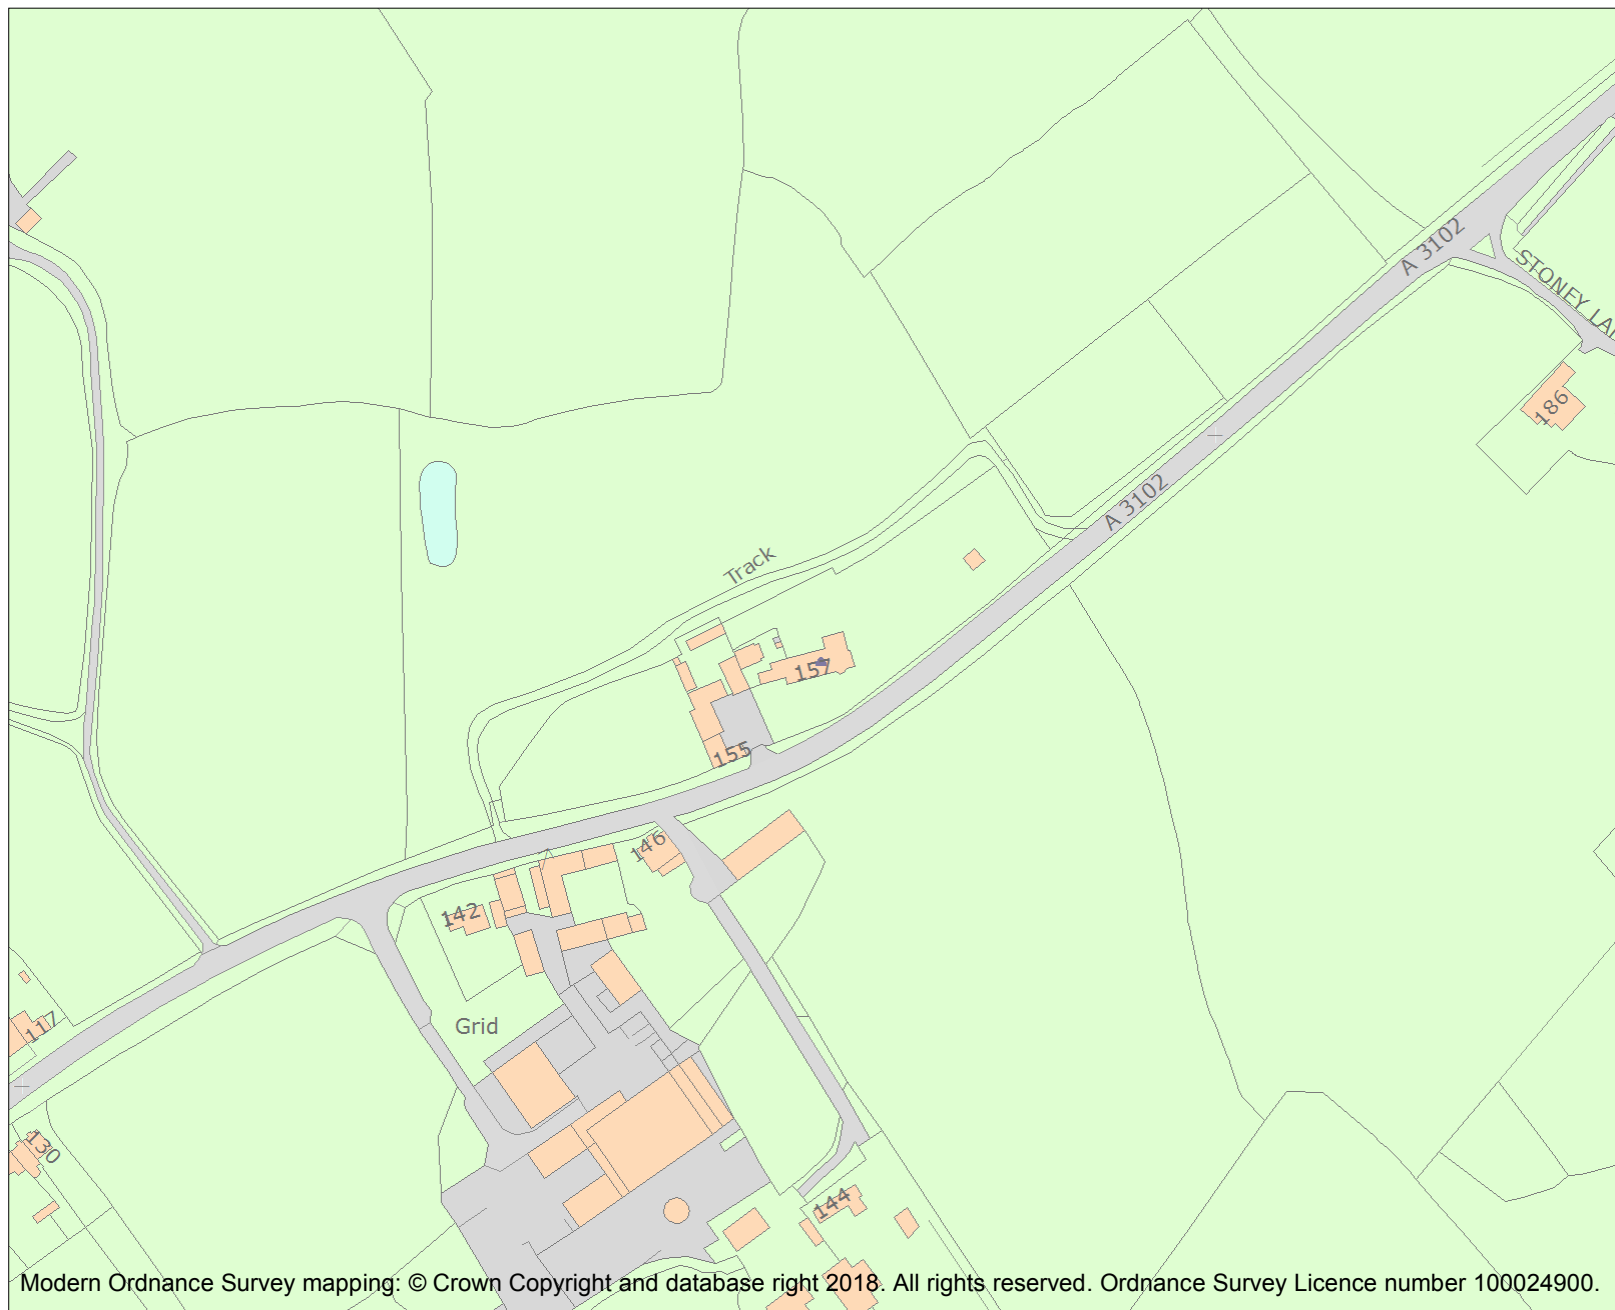 A 3102
STONEY LA
186
A 3102
Track
157
155
146
142
Grid
117
130
144
Modern Ordnance Survey mapping: © Crown Copyright and database right 2018. All rights reserved. Ordnance Survey Licence number 100024900.